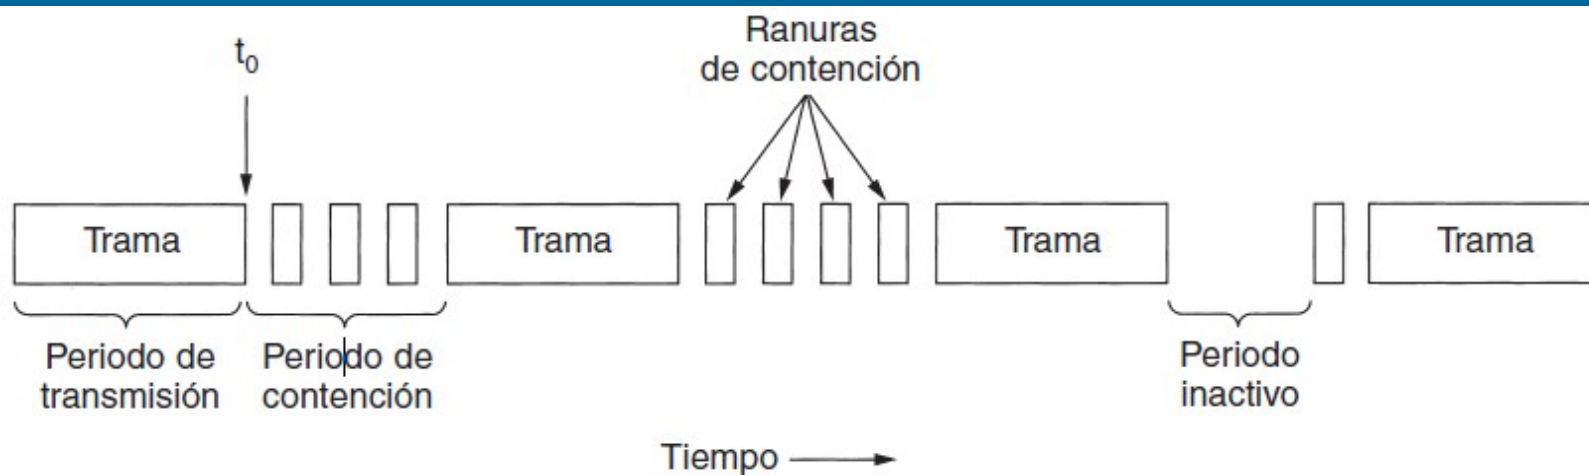 Ranuras
de contención
t₀
Trama
Trama
Trama
Trama
Periodo de
transmisión
Periodo de
contención
Periodo
inactivo
Tiempo